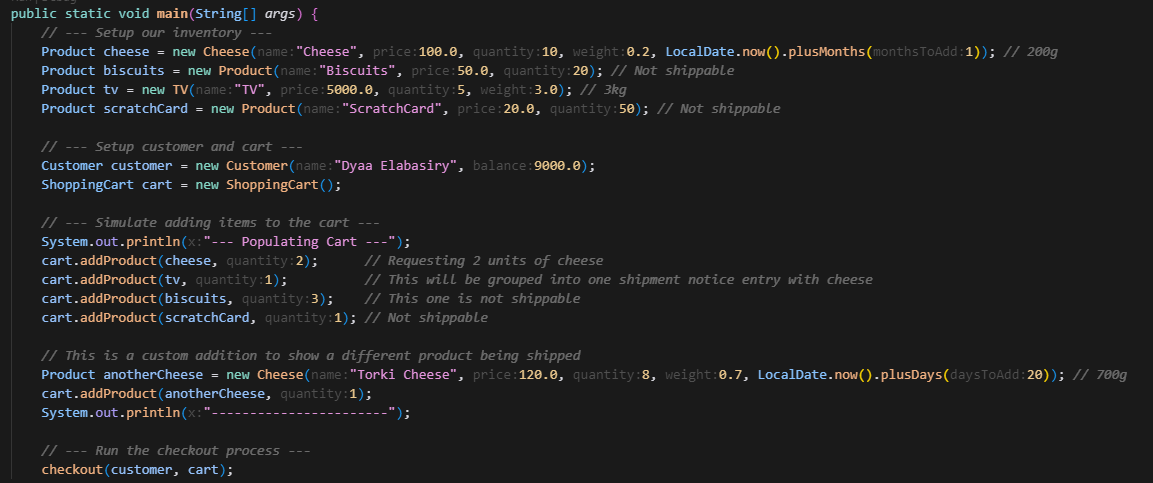 public static void main(String[] args) {
// --- Setup our inventory ---
Product cheese = new Cheese(name:"Cheese", price:100.0, quantity:10, weight:0.2, LocalDate.now().plusMonths(monthsToAdd:1)); // 200g
Product biscuits = new Product(name:"Biscuits", price:50.0, quantity:20); // Not shippable
Product tv = new TV(name:"TV", price:5000.0, quantity:5, weight:3.0); // 3kg
Product scratchCard = new Product(name:"ScratchCard", price:20.0, quantity:50); // Not shippable
// --- Setup customer and cart ---
Customer customer = new Customer(name:"Dyaa Elabasiry", balance:9000.0);
ShoppingCart cart = new ShoppingCart();
// --- Simulate adding items to the cart ---
System.out.println(x:"--- Populating Cart ---");
cart.addProduct(cheese, quantity:2); // Requesting 2 units of cheese
cart.addProduct(tv, quantity:1); // This will be grouped into one shipment notice entry with cheese
cart.addProduct(biscuits, quantity:3); // This one is not shippable
cart.addProduct(scratchCard, quantity:1); // Not shippable
// This is a custom addition to show a different product being shipped
Product anotherCheese = new Cheese(name:"Torki Cheese", price:120.0, quantity:8, weight:0.7, LocalDate.now().plusDays(daysToAdd:20)); // 700g
cart.addProduct(anotherCheese, quantity:1);
System.out.println(x:"-----------------------");
// --- Run the checkout process ---
checkout(customer, cart);